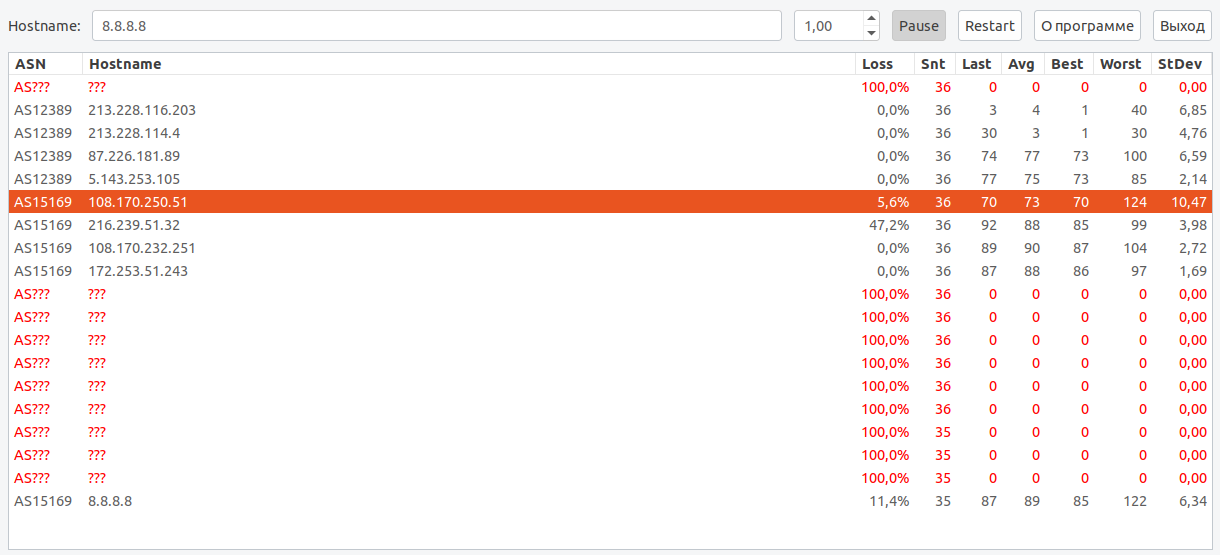 Hostname: 8.8.8.8 1,00 Pause Restart О программе Выход
ASN Hostname Loss Snt Last Avg Best Worst StDev
AS??? ??? 100,0% 36 0 0 0 0 0,00
AS12389 213.228.116.203 0,0% 36 3 4 1 40 6,85
AS12389 213.228.114.4 0,0% 36 30 3 1 30 4,76
AS12389 87.226.181.89 0,0% 36 74 77 73 100 6,59
AS12389 5.143.253.105 0,0% 36 77 75 73 85 2,14
AS15169 108.170.250.51 5,6% 36 70 73 70 124 10,47
AS15169 216.239.51.32 47,2% 36 92 88 85 99 3,98
AS15169 108.170.232.251 0,0% 36 89 90 87 104 2,72
AS15169 172.253.51.243 0,0% 36 87 88 86 97 1,69
AS??? ??? 100,0% 36 0 0 0 0 0,00
AS??? ??? 100,0% 36 0 0 0 0 0,00
AS??? ??? 100,0% 36 0 0 0 0 0,00
AS??? ??? 100,0% 36 0 0 0 0 0,00
AS??? ??? 100,0% 36 0 0 0 0 0,00
AS??? ??? 100,0% 36 0 0 0 0 0,00
AS??? ??? 100,0% 35 0 0 0 0 0,00
AS??? ??? 100,0% 35 0 0 0 0 0,00
AS??? ??? 100,0% 35 0 0 0 0 0,00
AS15169 8.8.8.8 11,4% 35 87 89 85 122 6,34